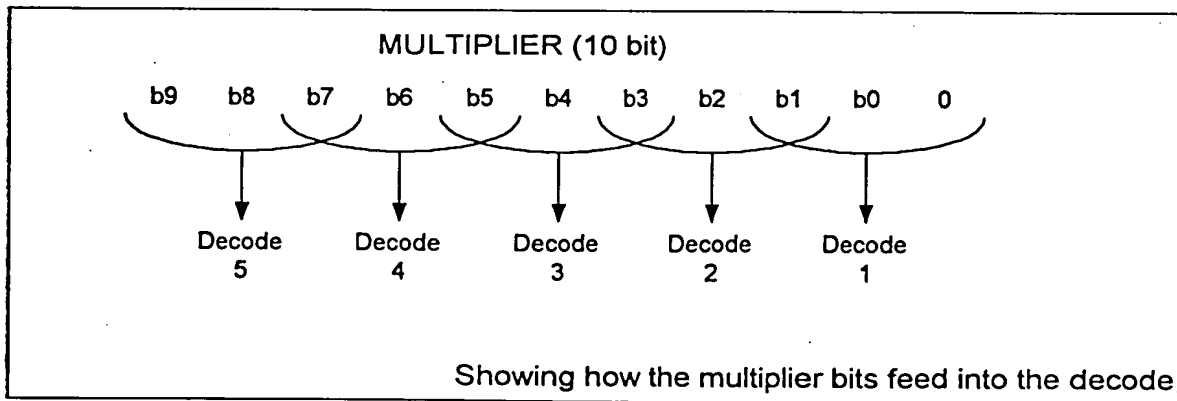 MULTIPLIER (10 bit)
b9 b8 b7 b6 b5 b4 b3 b2 b1 b0 0
Decode Decode Decode Decode Decode
5 4 3 2 1
Showing how the multiplier bits feed into the decode